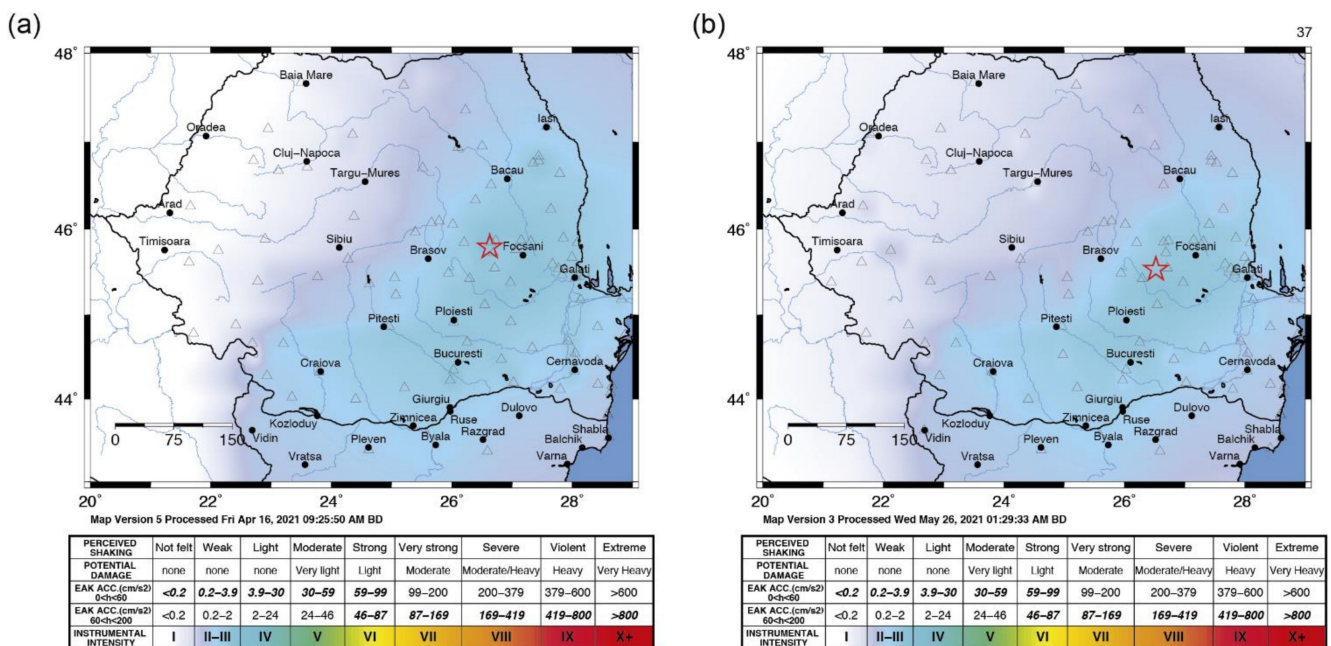 (a)
(b)
37
48°
Baia Mare
Oradea
Iasi
Cluj-Napoca
Targu-Mures
Bacau
46°
Arad
Timisoara
Sibiu
Brasov
Focsani
Galati
Pitesti
Ploiesti
Craiova
Bucuresti
Cernavoda
44°
Giurgiu
Zimnicea
Kozloduy
Ruse
Dulovo
0 75 150
Vidin
Pleven
Byala
Razgrad
Shabla
Balchik
Vratsa
Varna
20° 22° 24° 26° 28°
Map Version 5 Processed Fri Apr 16, 2021 09:25:50 AM BD
PERCEIVED SHAKING Not felt Weak Light Moderate Strong Very strong Severe Violent Extreme
POTENTIAL DAMAGE none none none Very light Light Moderate Moderate/Heavy Heavy Very Heavy
EAK ACC.(cm/s2) 0<h<60 <0.2 0.2-3.9 3.9-30 30-59 59-99 99-200 200-379 379-600 >600
EAK ACC.(cm/s2) 60<h<200 <0.2 0.2-2 2-24 24-46 46-87 87-169 169-419 419-800 >800
INSTRUMENTAL INTENSITY I II-III IV V VI VII VIII IX X+
48°
Baia Mare
Oradea
Iasi
Cluj-Napoca
Targu-Mures
Bacau
46°
Arad
Timisoara
Sibiu
Brasov
Focsani
Galati
Pitesti
Ploiesti
Craiova
Bucuresti
Cernavoda
44°
Giurgiu
Zimnicea
Kozloduy
Ruse
Dulovo
0 75 150
Vidin
Pleven
Byala
Razgrad
Shabla
Balchik
Vratsa
Varna
20° 22° 24° 26° 28°
Map Version 3 Processed Wed May 26, 2021 01:29:33 AM BD
PERCEIVED SHAKING Not felt Weak Light Moderate Strong Very strong Severe Violent Extreme
POTENTIAL DAMAGE none none none Very light Light Moderate Moderate/Heavy Heavy Very Heavy
EAK ACC.(cm/s2) 0<h<60 <0.2 0.2-3.9 3.9-30 30-59 59-99 99-200 200-379 379-600 >600
EAK ACC.(cm/s2) 60<h<200 <0.2 0.2-2 2-24 24-46 46-87 87-169 169-419 419-800 >800
INSTRUMENTAL INTENSITY I II-III IV V VI VII VIII IX X+